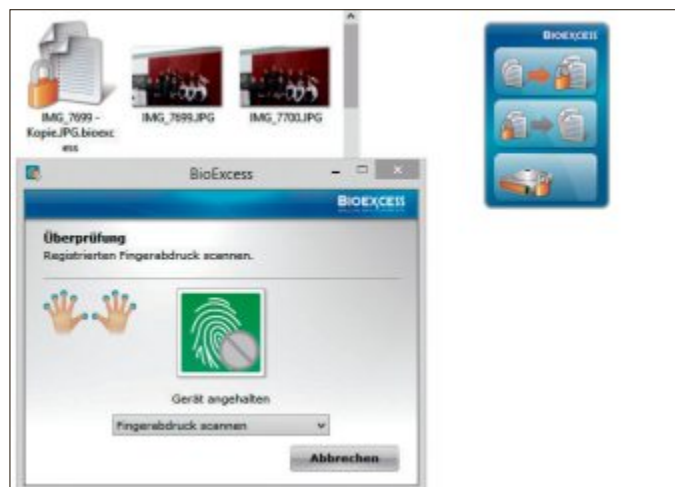 IMG_7699 -
Kopie.JPG.bioexc
ess
IMG_7699.JPG
IMG_7700.JPG
BIOEXCESS
BioExcess
BIOEXCESS
Überprüfung
Registrierten Fingerabdruck scannen.
Gerät angehalten
Fingerabdruck scannen
Abbrechen